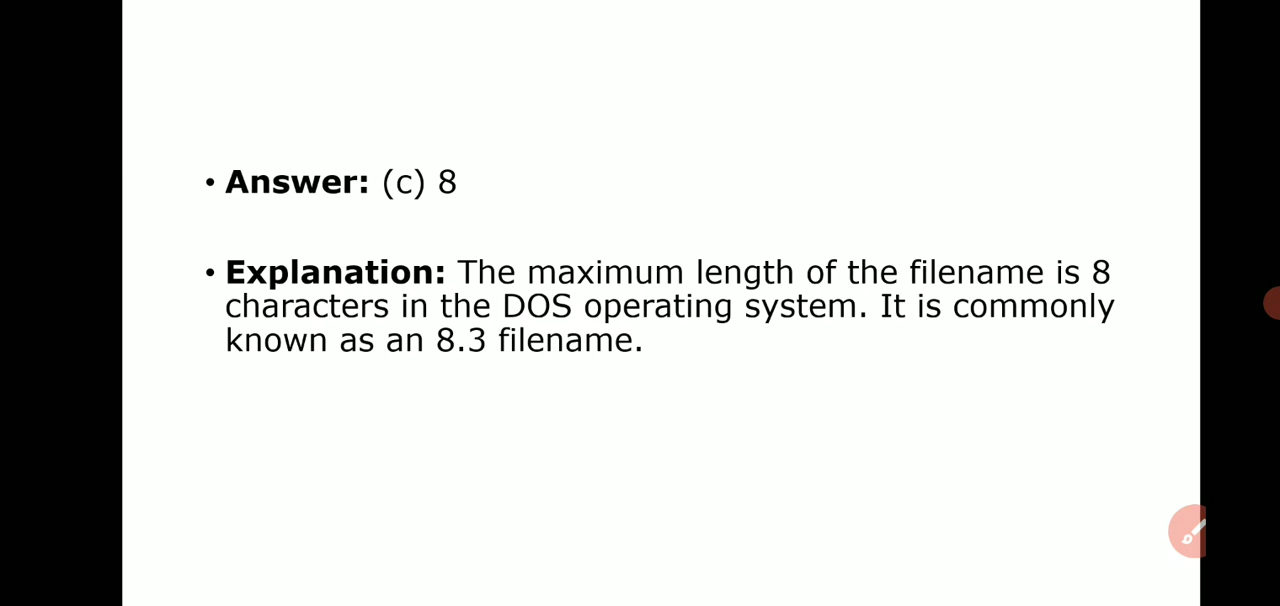 • Answer: (c) 8
• Explanation: The maximum length of the filename is 8
characters in the DOS operating system. It is commonly
known as an 8.3 filename.